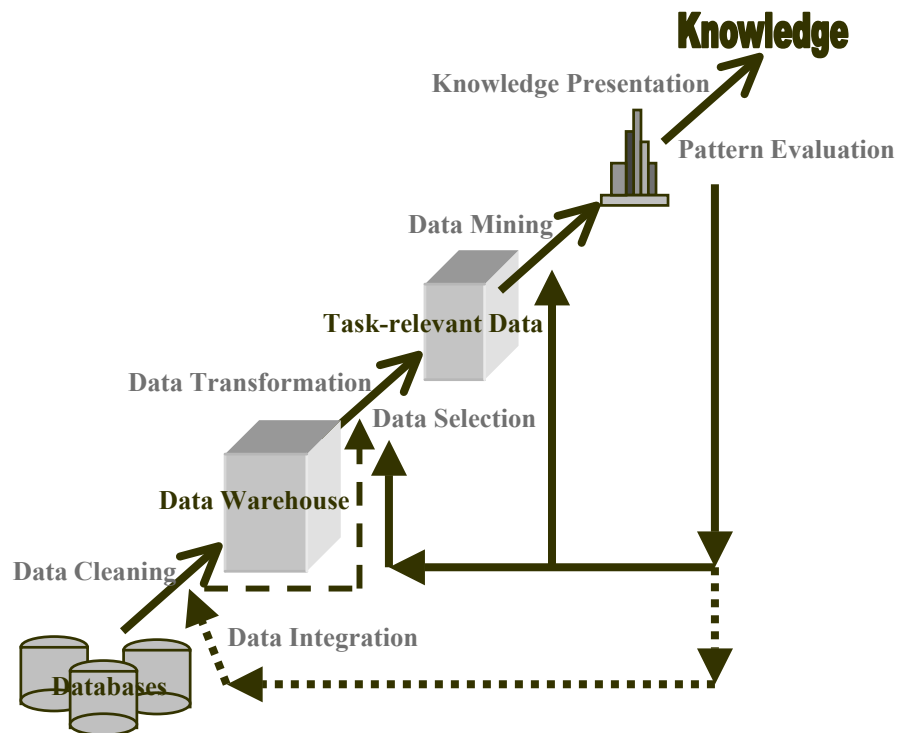 Knowledge
Knowledge Presentation
Pattern Evaluation
Data Mining
Task-relevant Data
Data Transformation
Data Selection
Data Warehouse
Data Cleaning
Data Integration
Databases